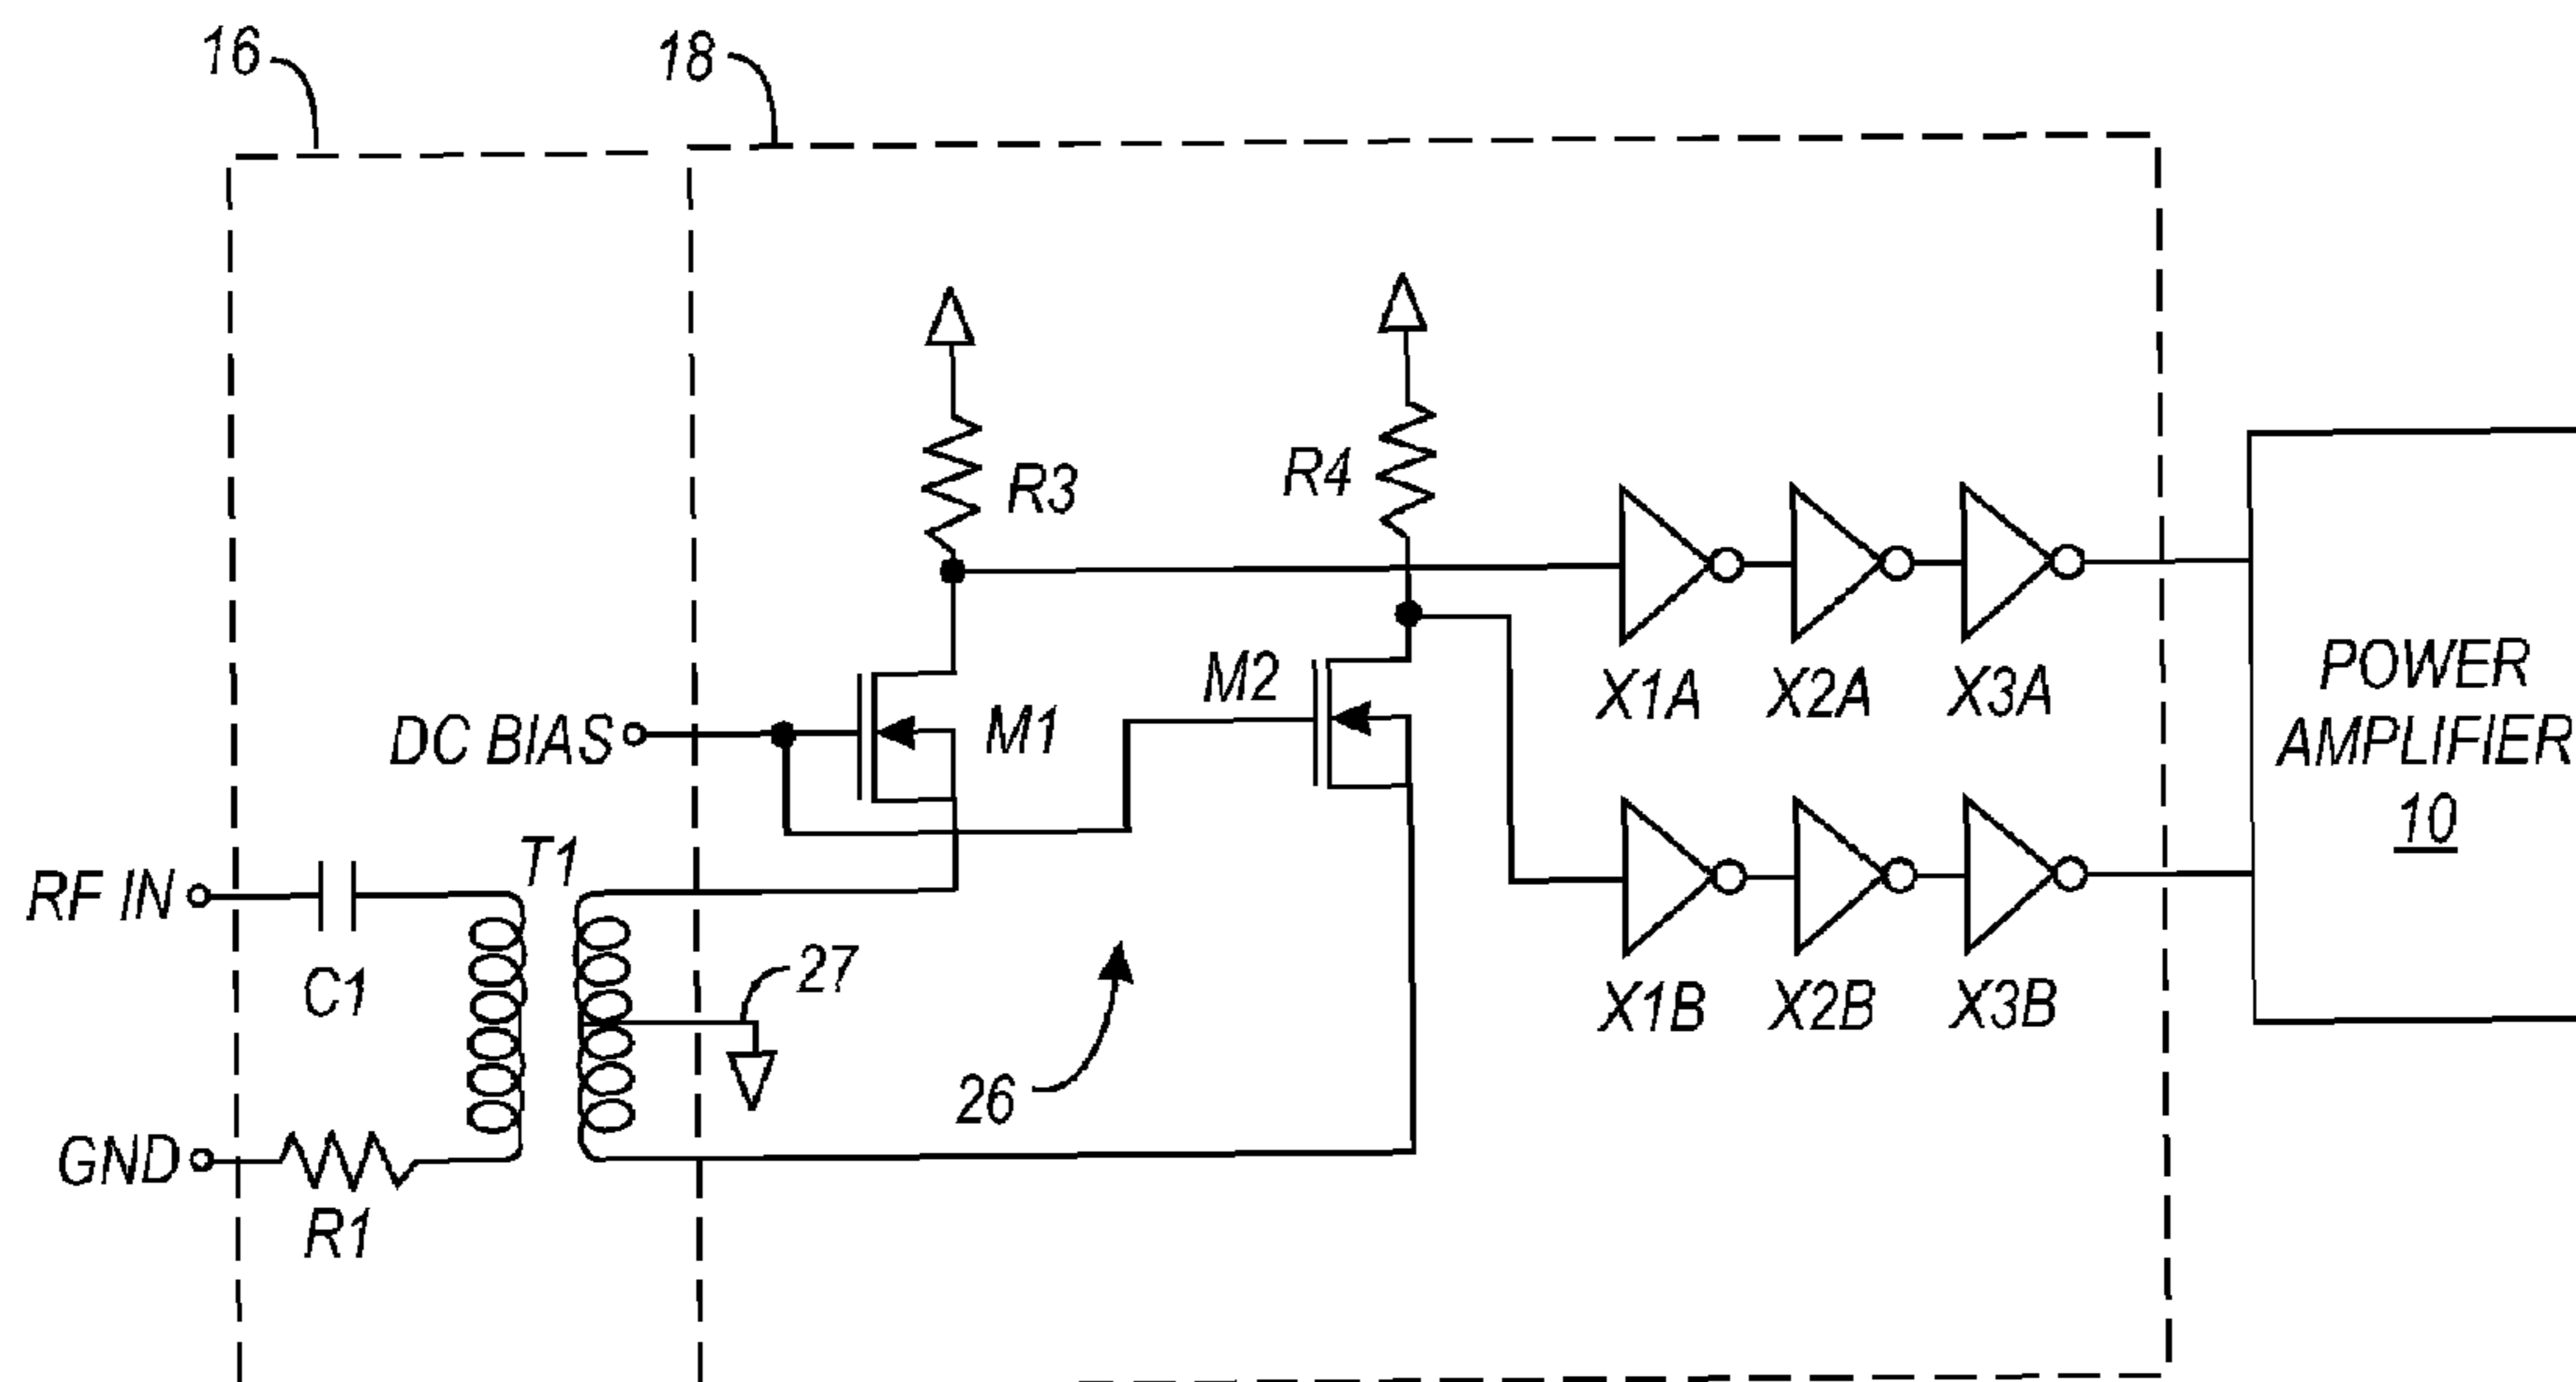 16
18
R3
R4
X1A
X2A
X3A
M2
M1
DC BIAS
POWER
AMPLIFIER
10
RF IN
T1
C1
27
X1B
X2B
X3B
26
GND
R1